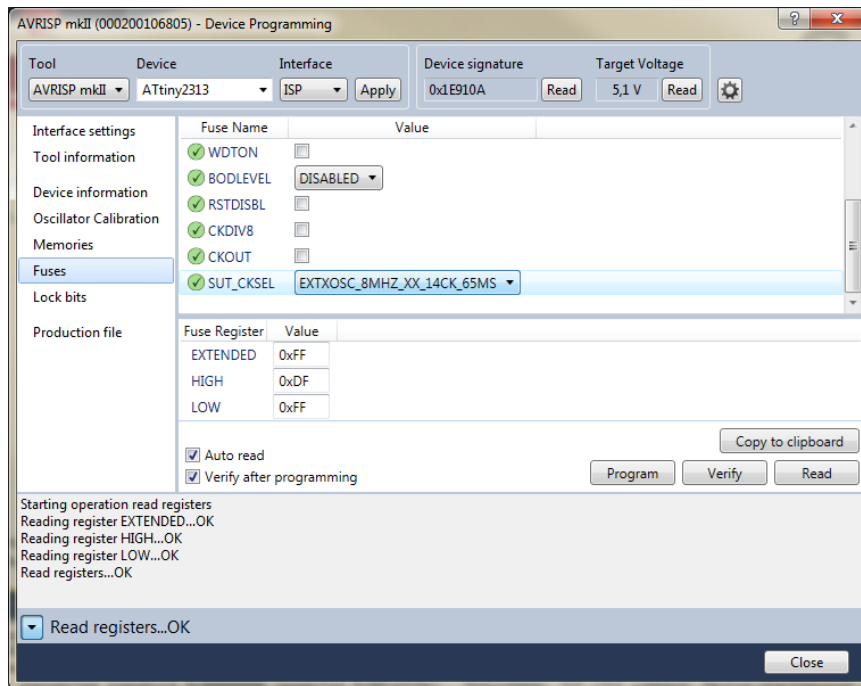 AVRISP mkII (000200106805) - Device Programming
Tool Device Interface Device signature Target Voltage
AVRISP mkII ATtiny2313 ISP Apply 0x1E910A Read 5,1 V Read
Interface settings
Tool information
Device information
Oscillator Calibration
Memories
Fuses
Lock bits
Production file
Fuse Name Value
WDTON
BODLEVEL DISABLED
RSTDISBL
CKDIV8
CKOUT
SUT_CKSEL EXTXOSC_8MHZ_XX_14CK_65MS
Fuse Register Value
EXTENDED 0xFF
HIGH 0xDF
LOW 0xFF
Copy to clipboard
Auto read
Verify after programming
Program Verify Read
Starting operation read registers
Reading register EXTENDED...OK
Reading register HIGH...OK
Reading register LOW...OK
Read registers...OK
Read registers...OK
Close